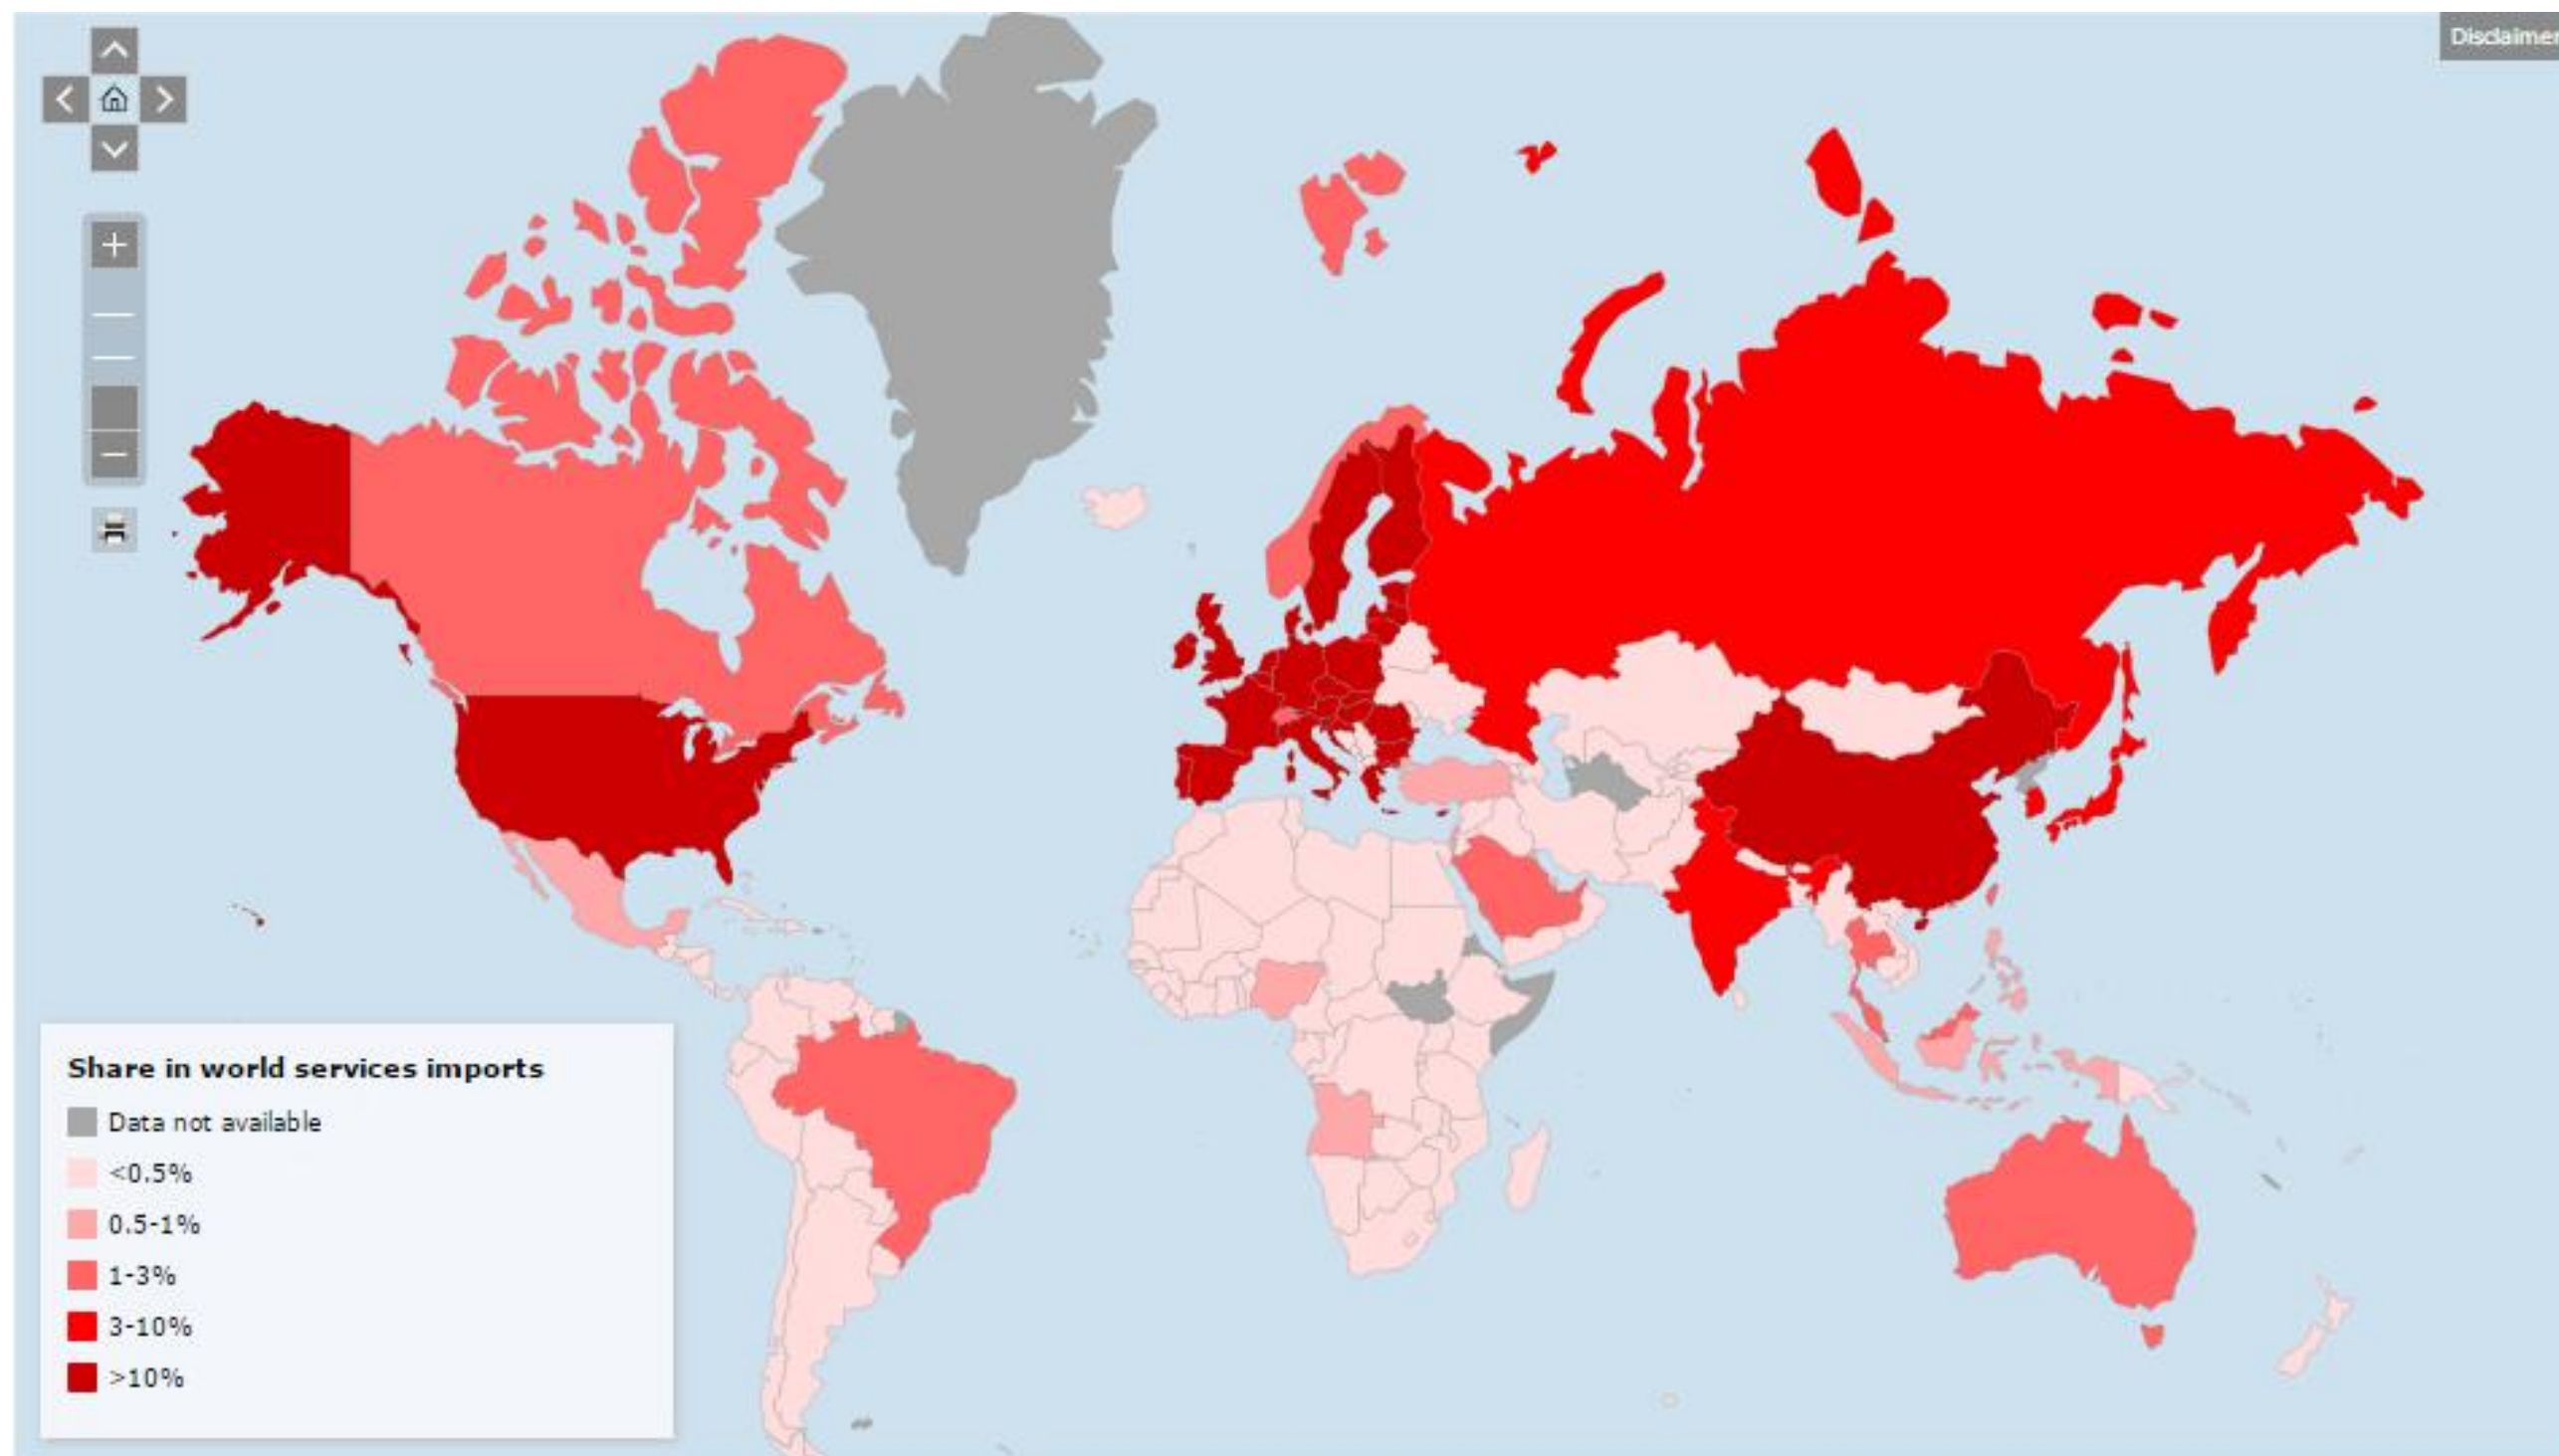 Disclaimer
Share in world services imports
Data not available
<0.5%
0.5-1%
1-3%
3-10%
>10%